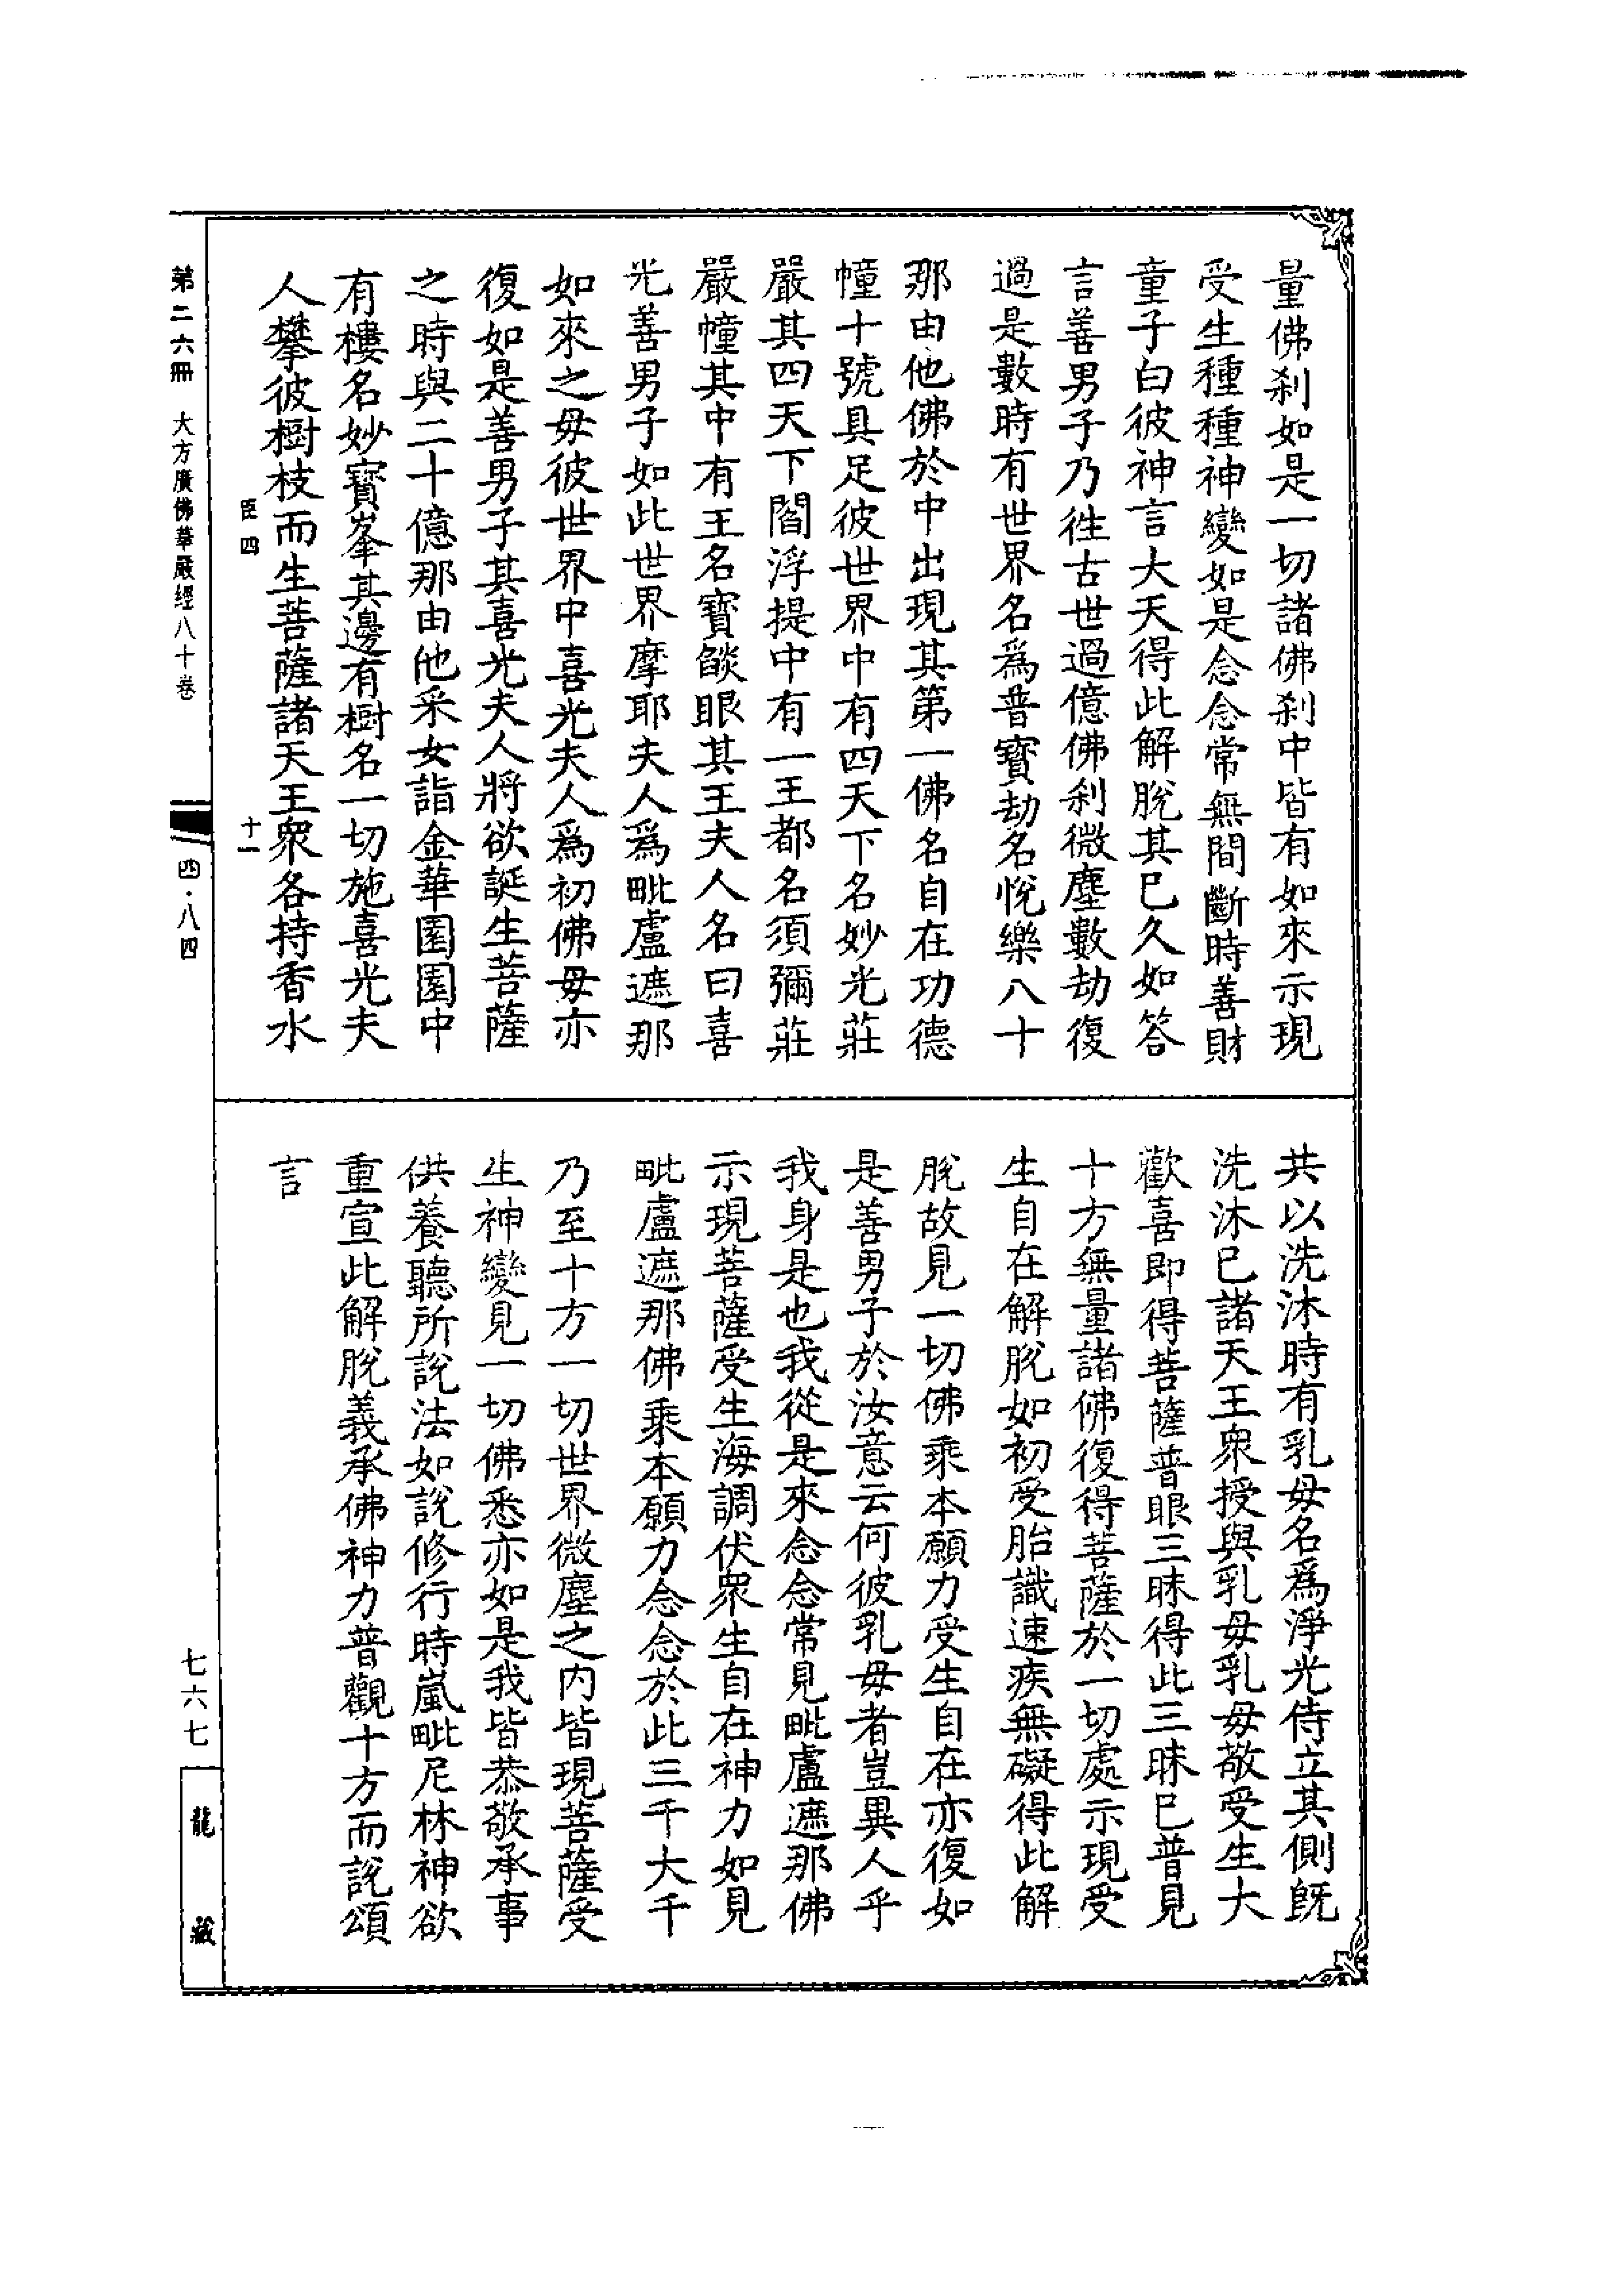 量佛刹如是一切諸佛刹中皆有如來示現
受生種種神變如是念念常無間斷時善財
童子白彼神言大天得此解脫其已久如答
言善男子乃徃古世過億佛刹微塵數劫復
過是數時有世界名爲普寶劫名悅樂八十
那由他佛於中出現其第一佛名自在功德
幢十號具足彼世界中有四天下名妙光莊
嚴其四天下閻浮提中有一王都名須彌莊
嚴幢其中有王名寶燄眼其王夫人名曰喜
光善男子如此世界摩耶夫人爲毗盧遮那
如來之母彼世界中喜光夫人爲初佛母亦
復如是善男子其喜光夫人將欲誕生菩薩
之時與二十億那由他采女詣金華園園中
有樓名妙寶峯其邊有樹名一切施喜光夫
人攀彼樹枝而生菩薩諸天王衆各持香水
共以洗沐時有乳母名爲淨光侍立其側旣
洗沐已諸天王衆授與乳母乳母敬受生大
歡喜即得菩薩普眼三昧得此三昧已普見
十方無量諸佛復得菩薩於一切處示現受
生自在解脫如初受胎識速疾無礙得此解
脫故見一切佛乘本願力受生自在亦復如
是善男子於汝意云何彼乳母者豈異人乎
我身是也我從是來念念常見毗盧遮那佛
示現菩薩受生海調伏衆生自在神力如見
毗盧遮那佛乘本願力念念於此三千大千
乃至十方一切世界微塵之内皆現菩薩受
生神變見一切佛悉亦如是我皆恭敬承事
供養聽所說法如說修行時嵐毗尼林神欲
重宣此解脫義承佛神力普觀十方而說頌
言
臣四 十一
第二六册 大方廣佛華嚴經八十卷 四·八四
七六七
龍藏